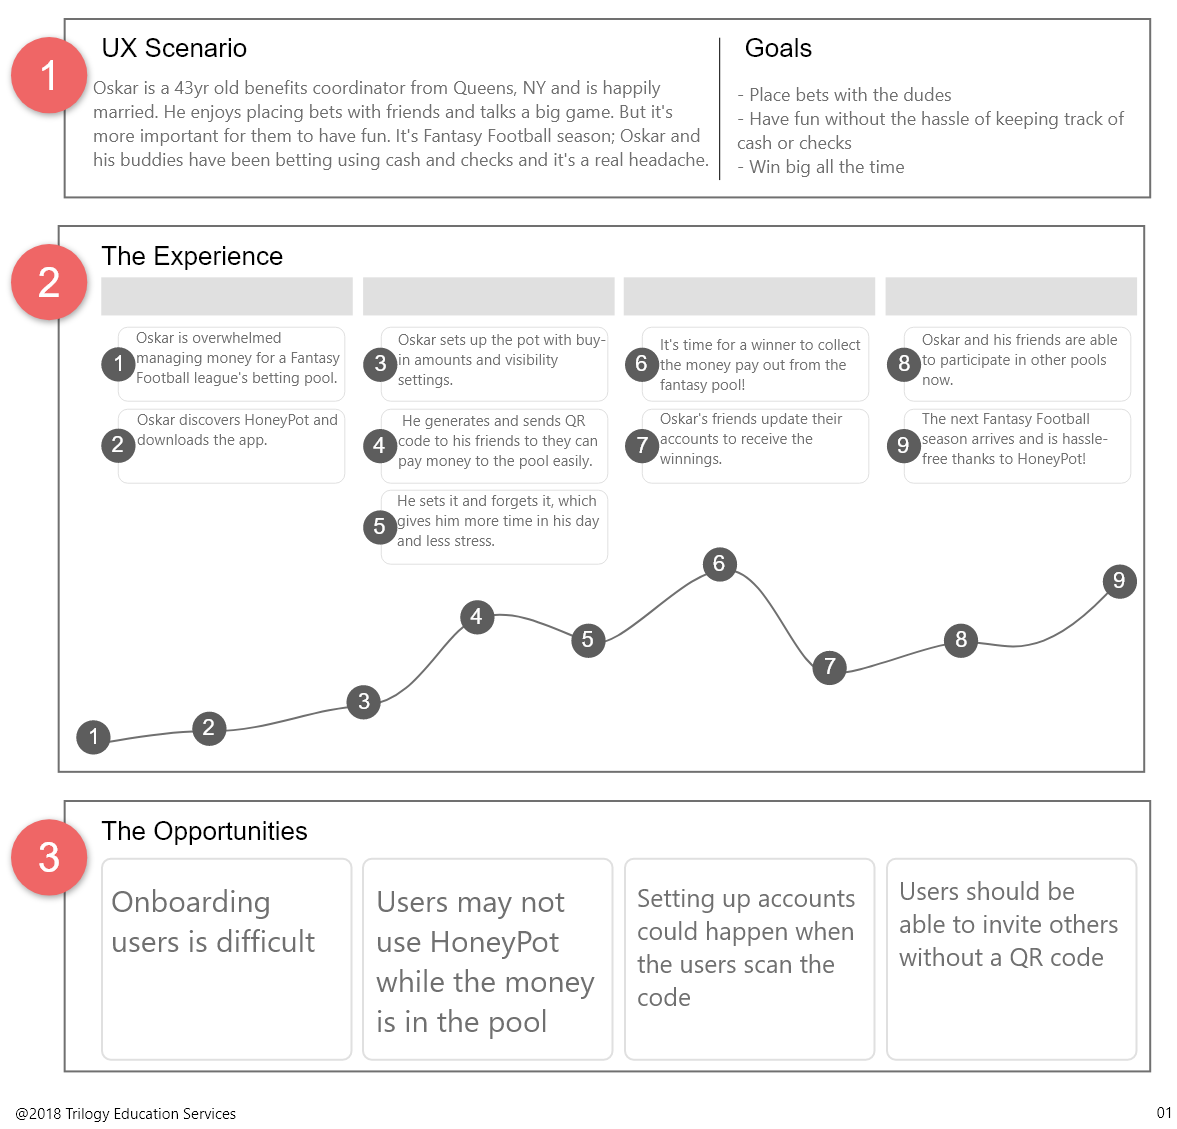 1
UX Scenario
Oskar is a 43yr old benefits coordinator from Queens, NY and is happily
married. He enjoys placing bets with friends and talks a big game. But it's
more important for them to have fun. It's Fantasy Football season; Oskar and
his buddies have been betting using cash and checks and it's a real headache.
Goals
- Place bets with the dudes
- Have fun without the hassle of keeping track of
cash or checks
- Win big all the time
2
The Experience
1
Oskar is overwhelmed
managing money for a Fantasy
Football league's betting pool.
2
Oskar discovers HoneyPot and
downloads the app.
3
Oskar sets up the pot with buy-
in amounts and visibility
settings.
4
He generates and sends QR
code to his friends to they can
pay money to the pool easily.
5
He sets it and forgets it, which
gives him more time in his day
and less stress.
6
It's time for a winner to collect
the money pay out from the
fantasy pool!
7
Oskar's friends update their
accounts to receive the
winnings.
8
Oskar and his friends are able
to participate in other pools
now.
9
The next Fantasy Football
season arrives and is hassle-
free thanks to HoneyPot!
1
2
3
4
5
6
7
8
9
3
The Opportunities
Onboarding
users is difficult
Users may not
use HoneyPot
while the money
is in the pool
Setting up accounts
could happen when
the users scan the
code
Users should be
able to invite others
without a QR code
@2018 Trilogy Education Services
01